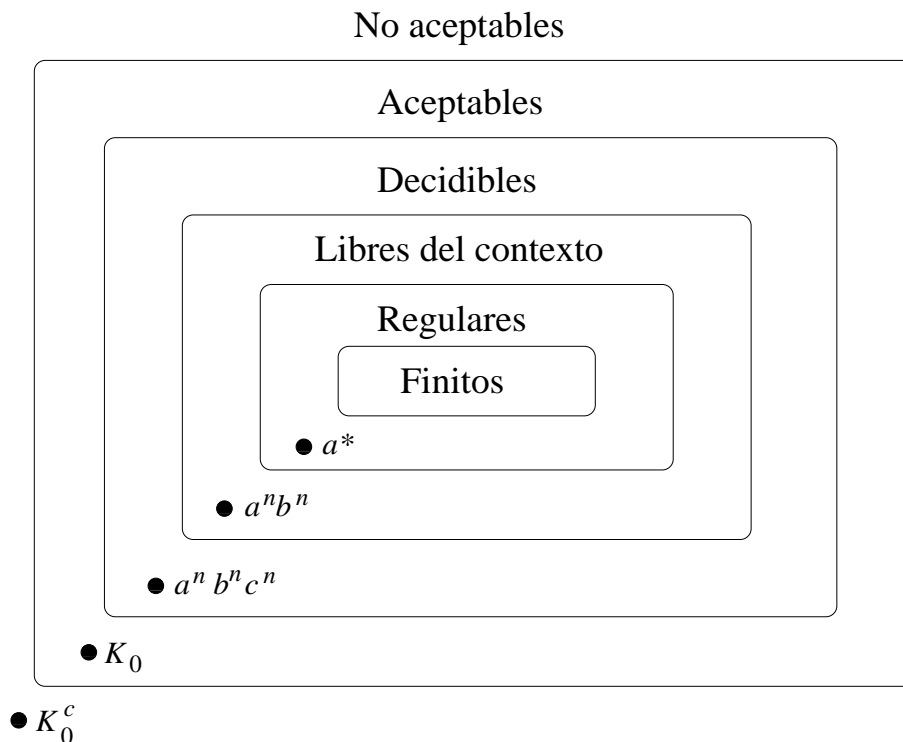 No aceptables
Aceptables
Decidibles
Libres del contexto
Regulares
Finitos
a*
aⁿbⁿ
aⁿ bⁿcⁿ
K₀
K₀ᶜ